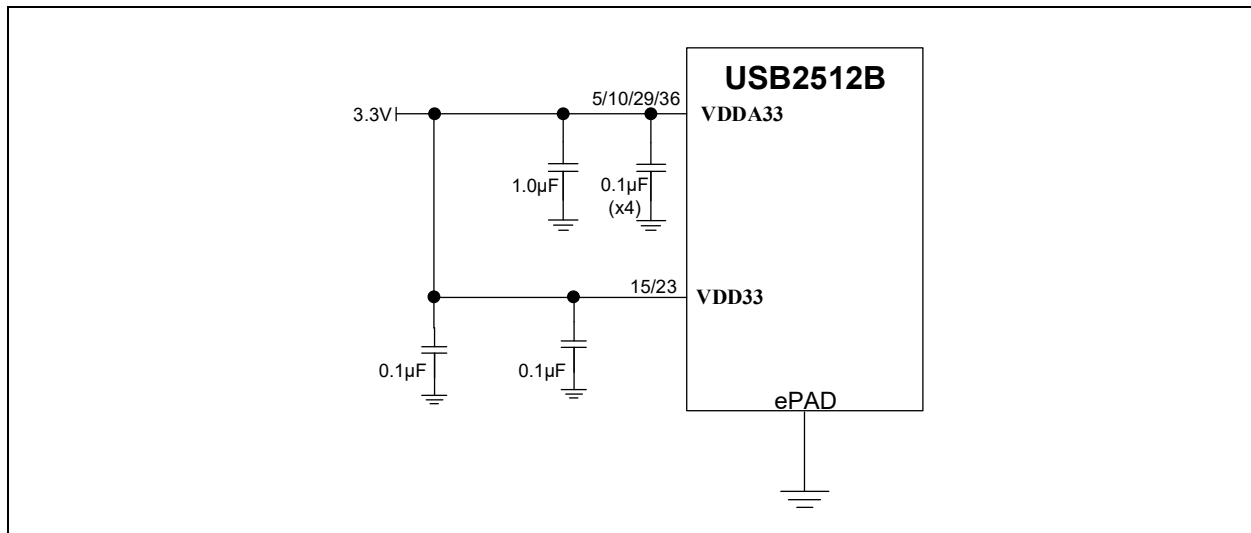 USB2512B
5/10/29/36
3.3V
VDDA33
1.0µF
0.1µF
(x4)
15/23
VDD33
0.1µF
0.1µF
ePAD